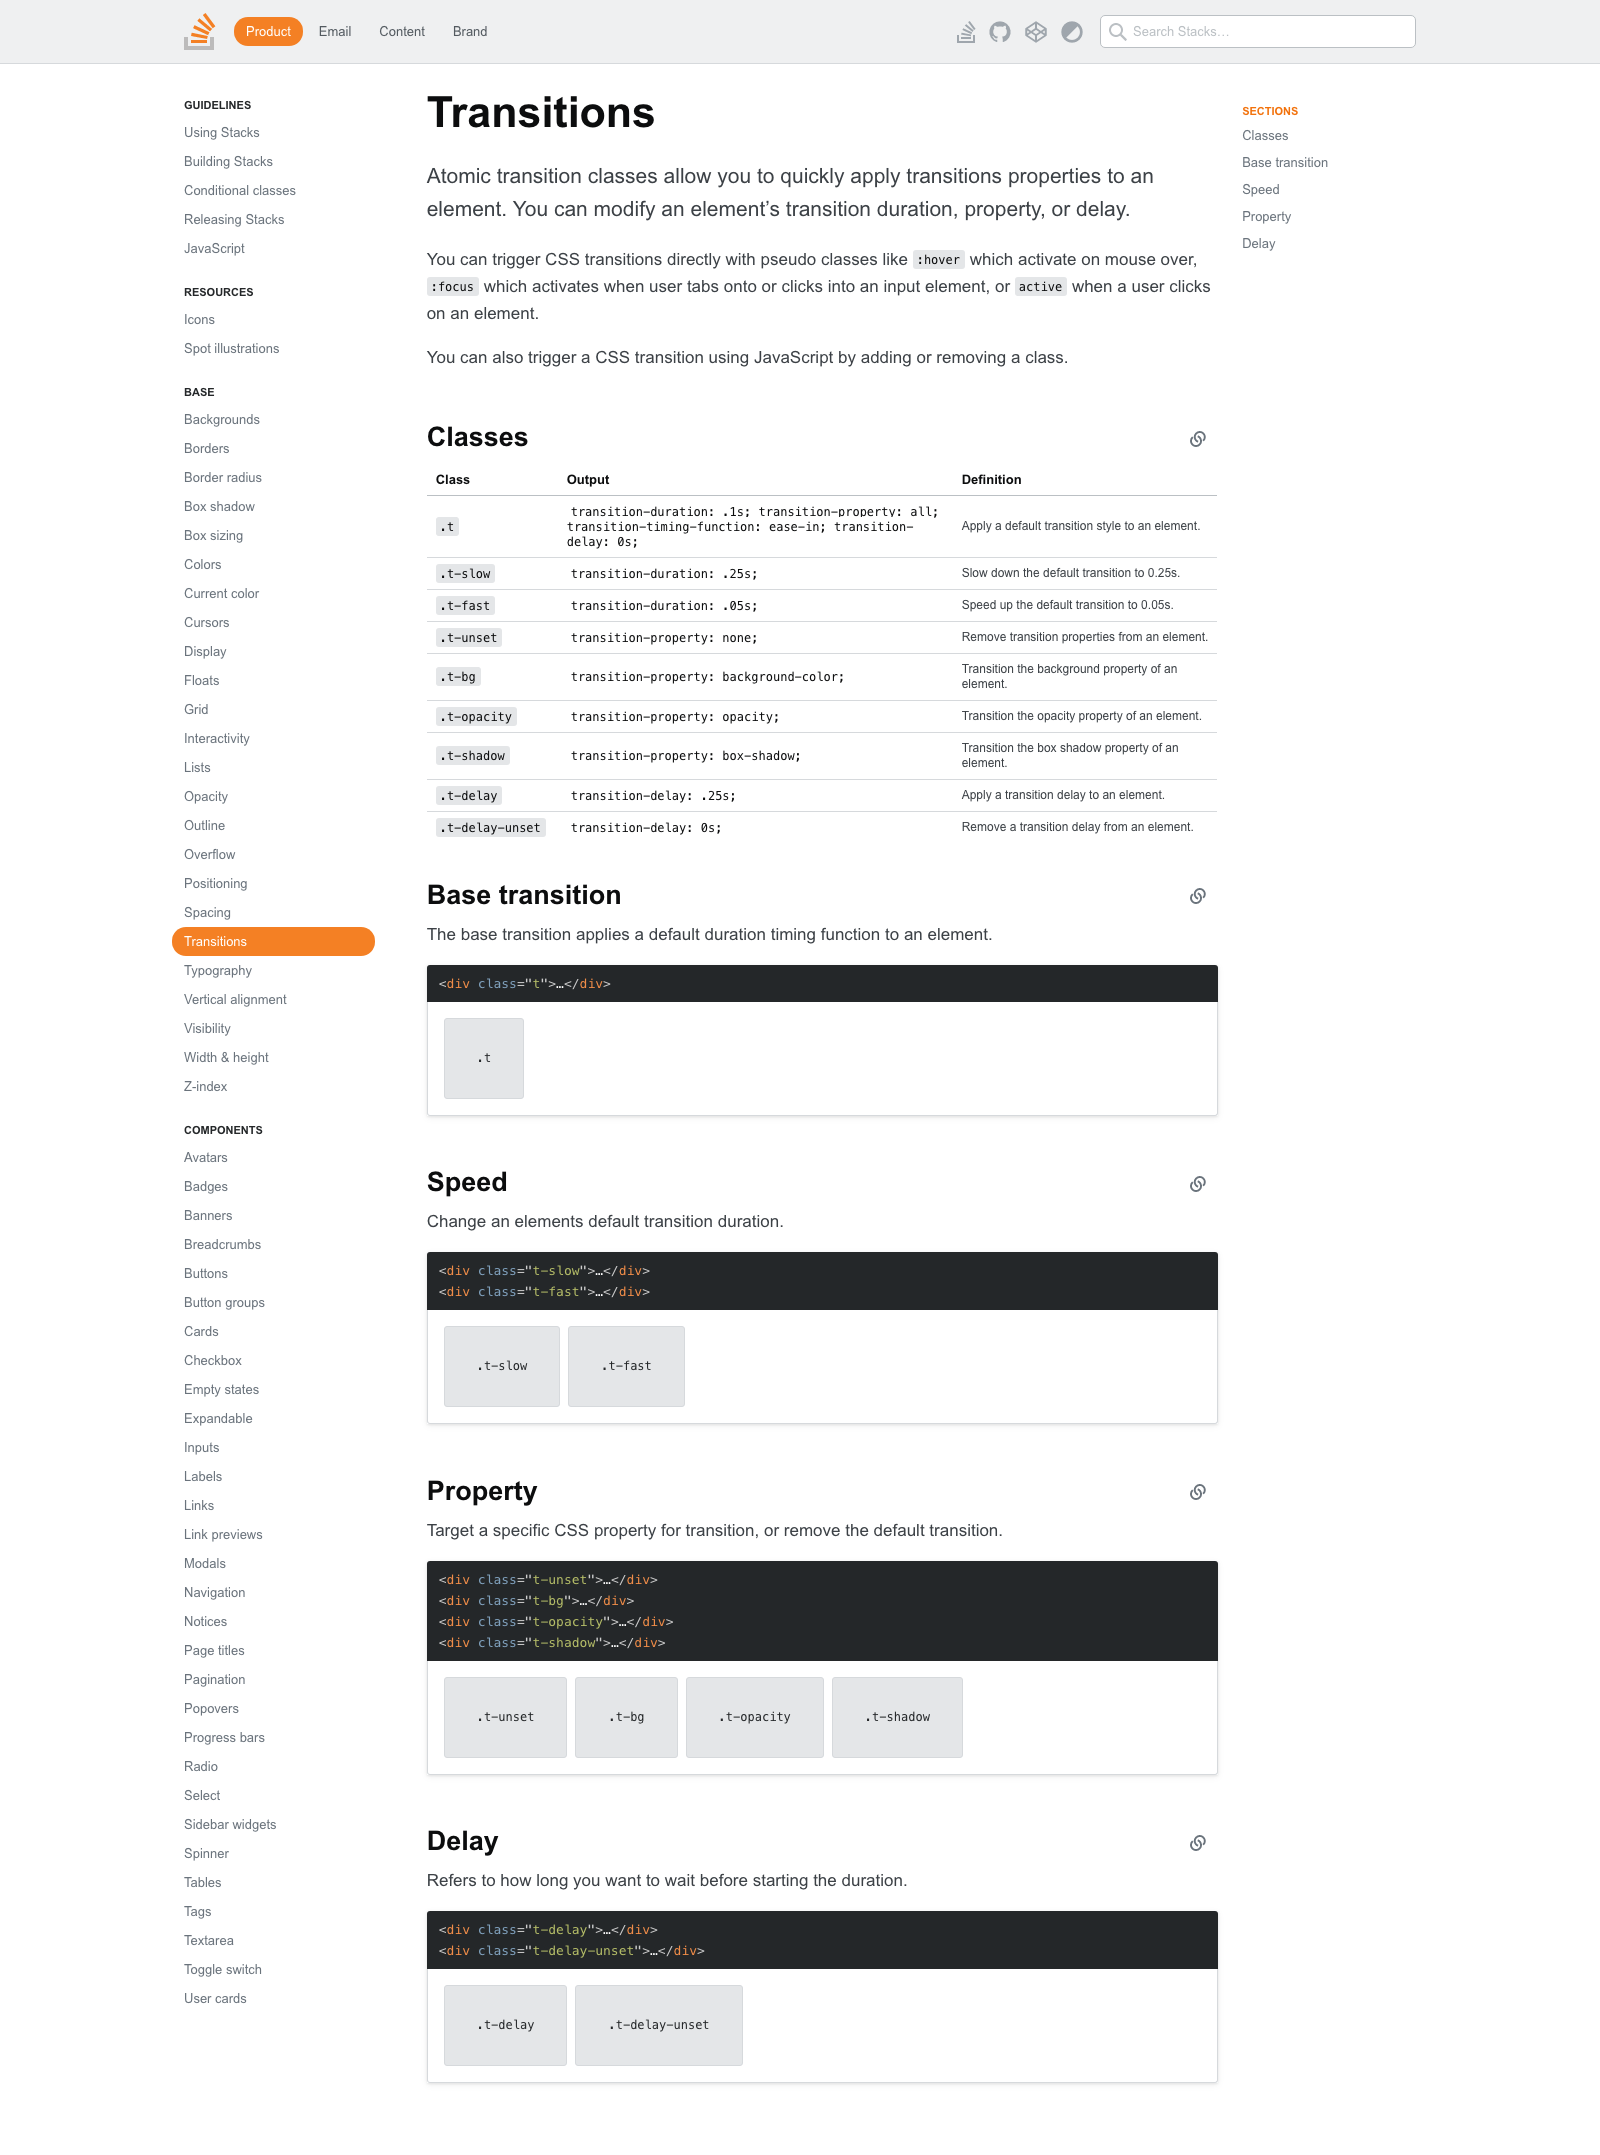 Product
Email
Content
Brand
Search Stacks…
GUIDELINES
Using Stacks
Building Stacks
Conditional classes
Releasing Stacks
JavaScript
RESOURCES
Icons
Spot illustrations
BASE
Backgrounds
Borders
Border radius
Box shadow
Box sizing
Colors
Current color
Cursors
Display
Floats
Grid
Interactivity
Lists
Opacity
Outline
Overflow
Positioning
Spacing
Transitions
Typography
Vertical alignment
Visibility
Width & height
Z-index
COMPONENTS
Avatars
Badges
Banners
Breadcrumbs
Buttons
Button groups
Cards
Checkbox
Empty states
Expandable
Inputs
Labels
Links
Link previews
Modals
Navigation
Notices
Page titles
Pagination
Popovers
Progress bars
Radio
Select
Sidebar widgets
Spinner
Tables
Tags
Textarea
Toggle switch
User cards
Transitions
Atomic transition classes allow you to quickly apply transitions properties to an
element. You can modify an element’s transition duration, property, or delay.
You can trigger CSS transitions directly with pseudo classes like :hover which activate on mouse over,
:focus which activates when user tabs onto or clicks into an input element, or active when a user clicks
on an element.
You can also trigger a CSS transition using JavaScript by adding or removing a class.
Classes
Class Output Definition
.t
transition-duration: .1s; transition-property: all;
transition-timing-function: ease-in; transition-
delay: 0s;
Apply a default transition style to an element.
.t-slow transition-duration: .25s; Slow down the default transition to 0.25s.
.t-fast transition-duration: .05s; Speed up the default transition to 0.05s.
.t-unset transition-property: none; Remove transition properties from an element.
.t-bg transition-property: background-color; Transition the background property of an
element.
.t-opacity transition-property: opacity; Transition the opacity property of an element.
.t-shadow transition-property: box-shadow; Transition the box shadow property of an
element.
.t-delay transition-delay: .25s; Apply a transition delay to an element.
.t-delay-unset transition-delay: 0s; Remove a transition delay from an element.
Base transition
The base transition applies a default duration timing function to an element.
<div class="t">…</div>
.t
Speed
Change an elements default transition duration.
<div class="t-slow">…</div>
<div class="t-fast">…</div>
.t-slow .t-fast
Property
Target a specific CSS property for transition, or remove the default transition.
<div class="t-unset">…</div>
<div class="t-bg">…</div>
<div class="t-opacity">…</div>
<div class="t-shadow">…</div>
.t-unset .t-bg .t-opacity .t-shadow
Delay
Refers to how long you want to wait before starting the duration.
<div class="t-delay">…</div>
<div class="t-delay-unset">…</div>
.t-delay .t-delay-unset
SECTIONS
Classes
Base transition
Speed
Property
Delay